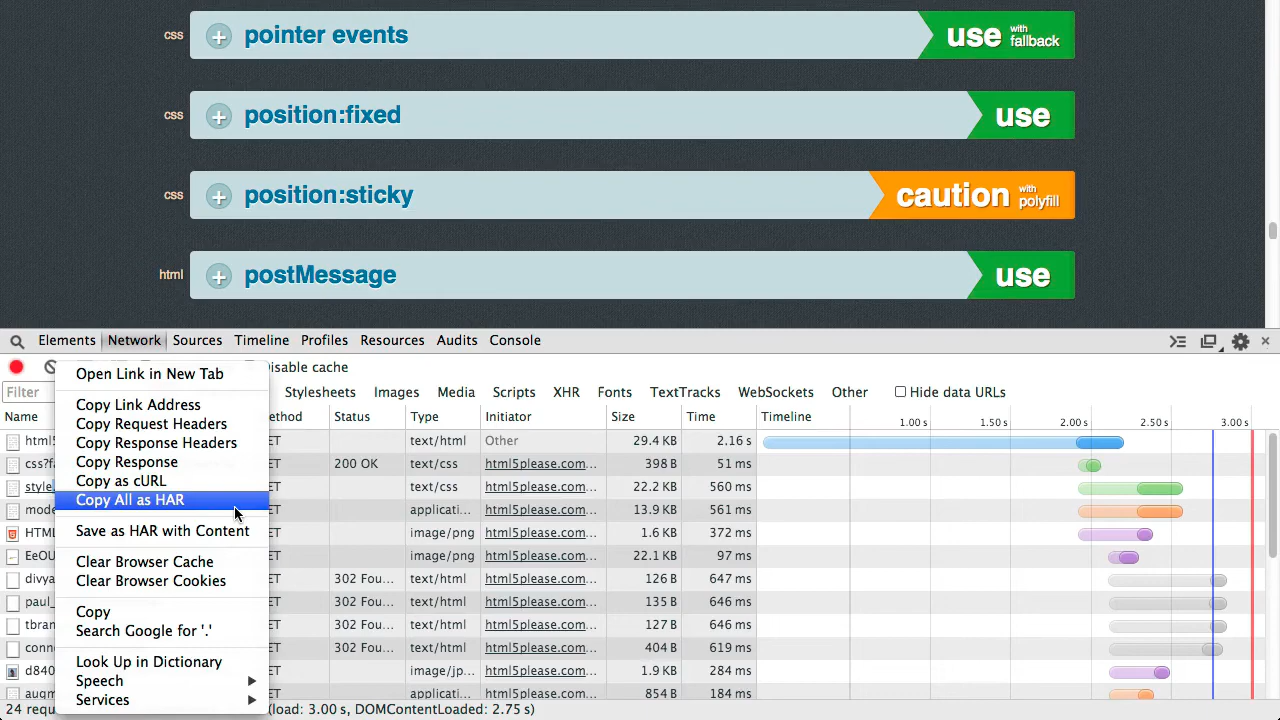 css + pointer events use with fallback
css + position:fixed use
css + position:sticky caution with polyfill
html + postMessage use
Elements Network Sources Timeline Profiles Resources Audits Console
isable cache
Filter Stylesheets Images Media Scripts XHR Fonts TextTracks WebSockets Other Hide data URLs
Name ethod Status Type Initiator Size Time Timeline 1.00 s 1.50 s 2.00 s 2.50 s 3.00 s
html5 ET text/html Other 29.4 KB 2.16 s
css?fa ET 200 OK text/css html5please.com... 398 B 51 ms
style. ET text/css html5please.com... 22.2 KB 560 ms
mode ET applicati... html5please.com... 13.9 KB 561 ms
HTM ET image/png html5please.com... 1.6 KB 372 ms
EeOU ET image/png html5please.com... 22.1 KB 97 ms
divya ET 302 Fou... text/html html5please.com... 126 B 647 ms
paul_ ET 302 Fou... text/html html5please.com... 135 B 646 ms
tbran ET 302 Fou... text/html html5please.com... 127 B 646 ms
conne ET 302 Fou... text/html html5please.com... 404 B 619 ms
d840 ET image/jp... html5please.com... 1.9 KB 284 ms
augm ET applicati... html5please.com... 854 B 184 ms
24 requ (load: 3.00 s, DOMContentLoaded: 2.75 s)
Open Link in New Tab
Copy Link Address
Copy Request Headers
Copy Response Headers
Copy Response
Copy as cURL
Copy All as HAR
Save as HAR with Content
Clear Browser Cache
Clear Browser Cookies
Copy
Search Google for '.'
Look Up in Dictionary
Speech
Services